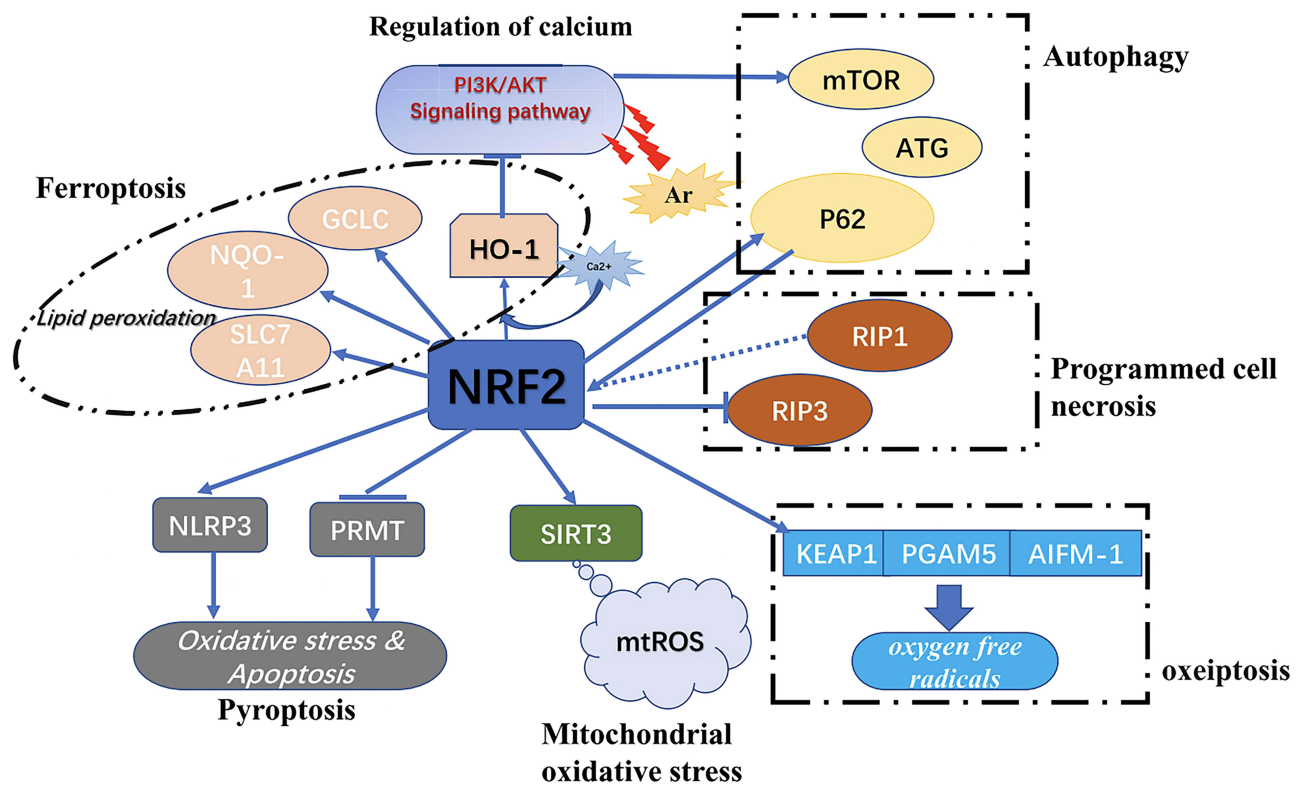 Regulation of calcium
PI3K/AKT
Signaling pathway
mTOR
Autophagy
ATG
Ar
P62
Ferroptosis
GCLC
HO-1
NQO-
1
Ca2+
Lipid peroxidation
SLC7
A11
NRF2
RIP1
RIP3
Programmed cell
necrosis
NLRP3
PRMT
SIRT3
KEAP1
PGAM5
AIFM-1
Oxidative stress &
Apoptosis
Pyroptosis
mtROS
Mitochondrial
oxidative stress
oxygen free
radicals
oxeiptosis